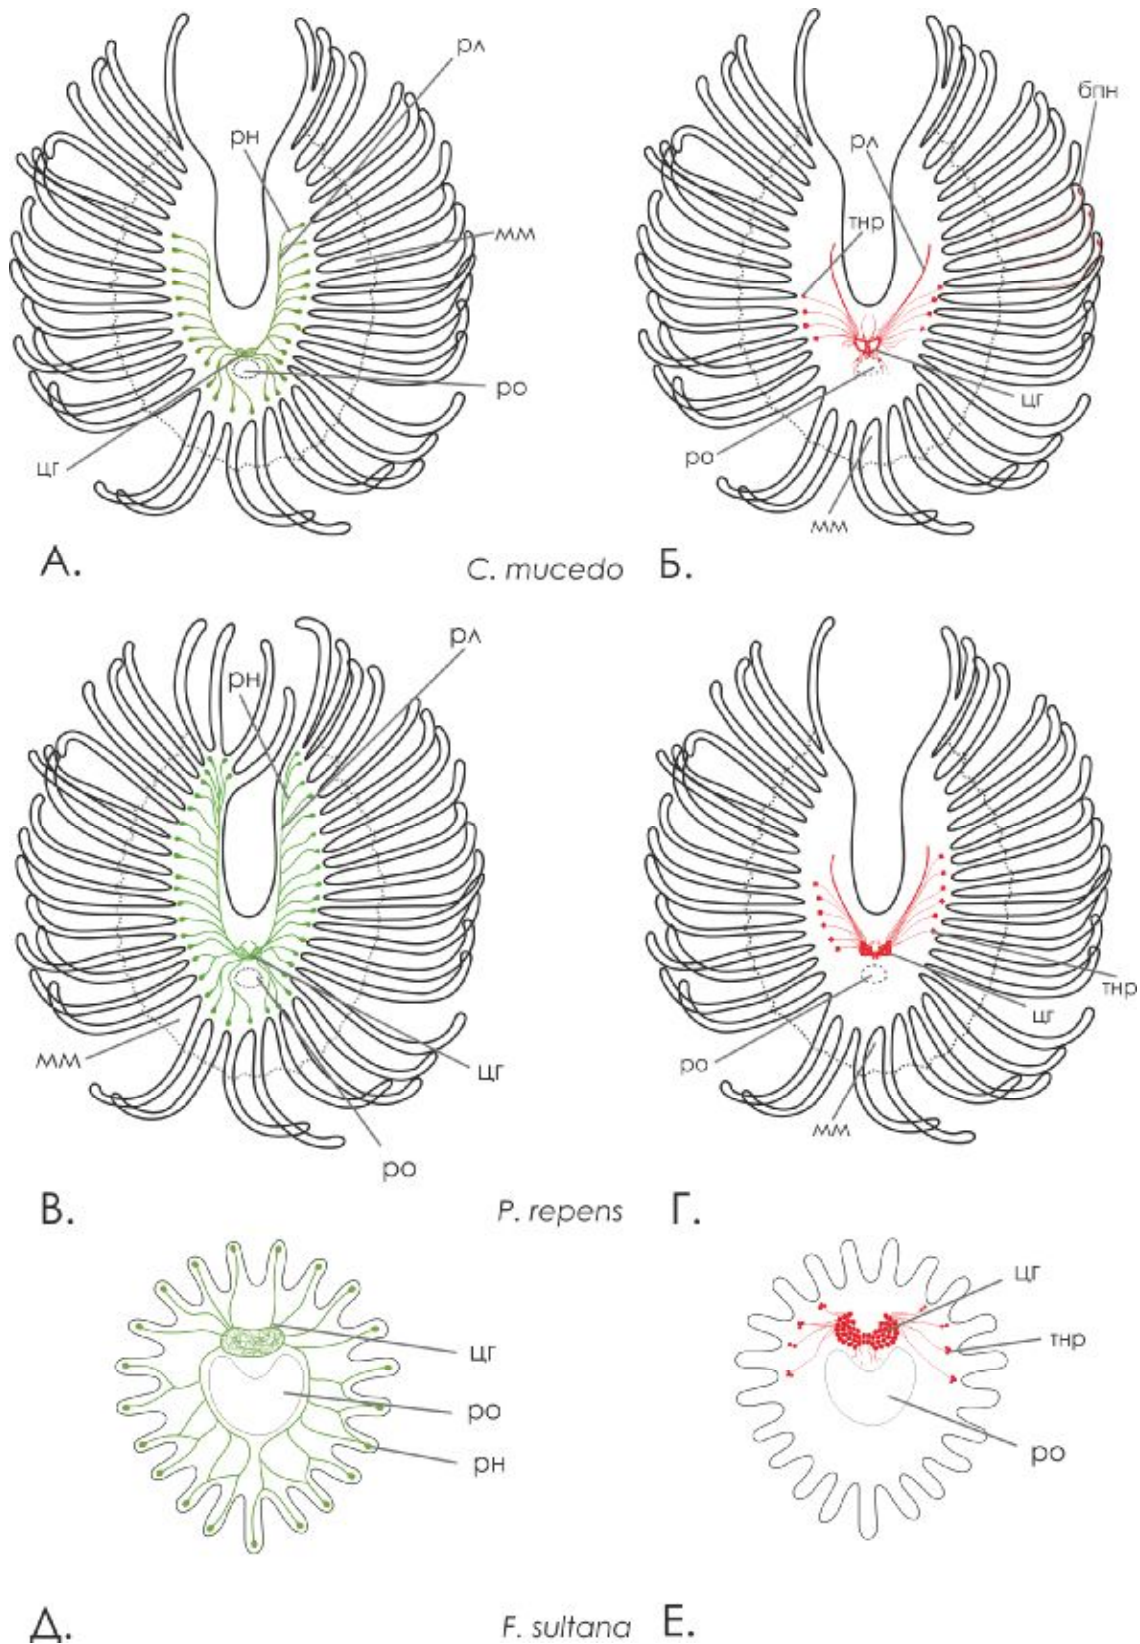 рл
рн
мм
ро
цг
А.
C. mucedo
бпн
рл
тнр
цг
ро
мм
Б.
рл
рн
мм
цг
ро
В.
P. repens
тнр
цг
ро
мм
Г.
цг
ро
рн
Д.
F. sultana
цг
тнр
ро
Е.